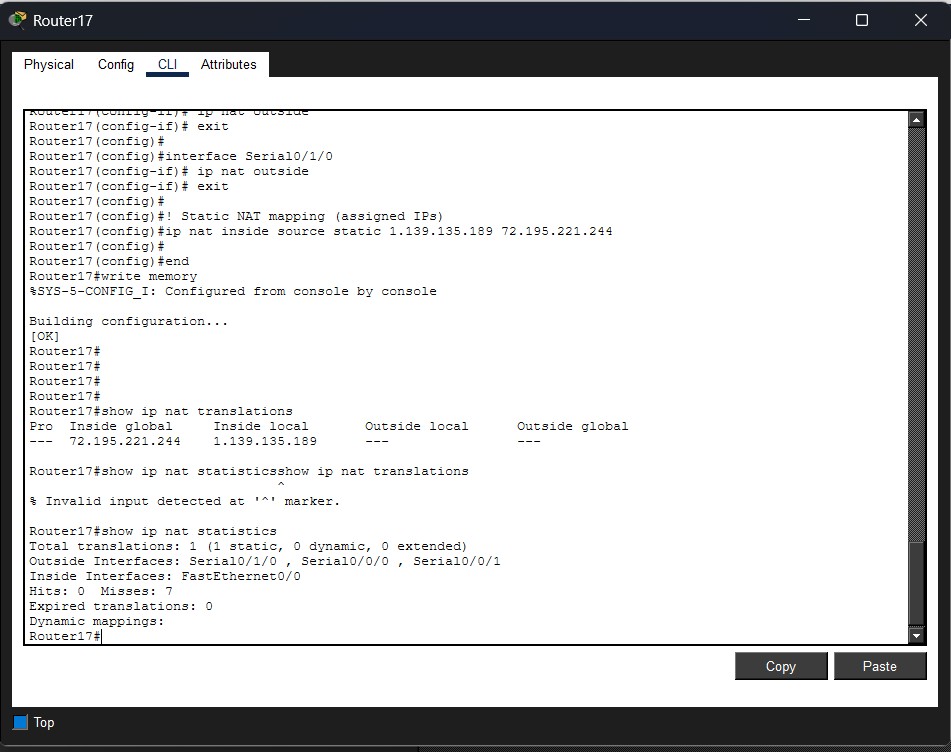 Router17
Physical Config CLI Attributes
Router17(config-if)# ip nat outside
Router17(config-if)# exit
Router17(config)#
Router17(config)#interface Serial0/1/0
Router17(config-if)# ip nat outside
Router17(config-if)# exit
Router17(config)#
Router17(config)#! Static NAT mapping (assigned IPs)
Router17(config)#ip nat inside source static 1.139.135.189 72.195.221.244
Router17(config)#
Router17(config)#end
Router17#write memory
%SYS-5-CONFIG_I: Configured from console by console
Building configuration...
[OK]
Router17#
Router17#
Router17#
Router17#
Router17#show ip nat translations
Pro  Inside global     Inside local       Outside local      Outside global
---  72.195.221.244    1.139.135.189      ---                ---
Router17#show ip nat statisticsshow ip nat translations
^
% Invalid input detected at '^' marker.
Router17#show ip nat statistics
Total translations: 1 (1 static, 0 dynamic, 0 extended)
Outside Interfaces: Serial0/1/0 , Serial0/0/0 , Serial0/0/1
Inside Interfaces: FastEthernet0/0
Hits: 0  Misses: 7
Expired translations: 0
Dynamic mappings:
Router17#
Copy Paste
Top